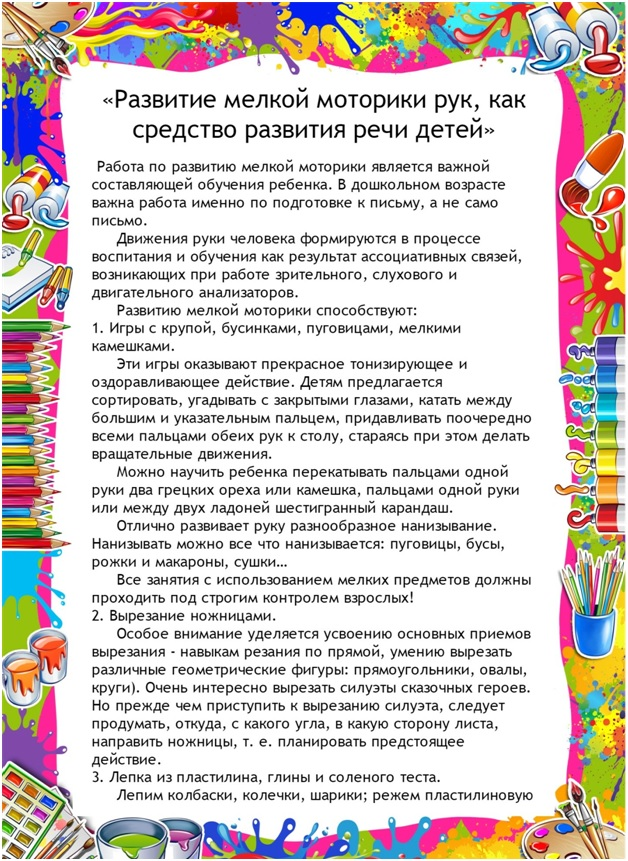 «Развитие мелкой моторики рук, как
средство развития речи детей»
Работа по развитию мелкой моторики является важной
составляющей обучения ребенка. В дошкольном возрасте
важна работа именно по подготовке к письму, а не само
письмо.
Движения руки человека формируются в процессе
воспитания и обучения как результат ассоциативных связей,
возникающих при работе зрительного, слухового и
двигательного анализаторов.
Развитию мелкой моторики способствуют:
1. Игры с крупой, бусинками, пуговицами, мелкими
камешками.
Эти игры оказывают прекрасное тонизирующее и
оздоравливающее действие. Детям предлагается
сортировать, угадывать с закрытыми глазами, катать между
большим и указательным пальцем, придавливать поочередно
всеми пальцами обеих рук к столу, стараясь при этом делать
вращательные движения.
Можно научить ребенка перекатывать пальцами одной
руки два грецких ореха или камешка, пальцами одной руки
или между двух ладоней шестигранный карандаш.
Отлично развивает руку разнообразное нанизывание.
Нанизывать можно все что нанизывается: пуговицы, бусы,
рожки и макароны, сушки…
Все занятия с использованием мелких предметов должны
проходить под строгим контролем взрослых!
2. Вырезание ножницами.
Особое внимание уделяется усвоению основных приемов
вырезания - навыкам резания по прямой, умению вырезать
различные геометрические фигуры: прямоугольники, овалы,
круги). Очень интересно вырезать силуэты сказочных героев.
Но прежде чем приступить к вырезанию силуэта, следует
продумать, откуда, с какого угла, в какую сторону листа,
направить ножницы, т. е. планировать предстоящее
действие.
3. Лепка из пластилина, глины и соленого теста.
Лепим колбаски, колечки, шарики; режем пластилиновую